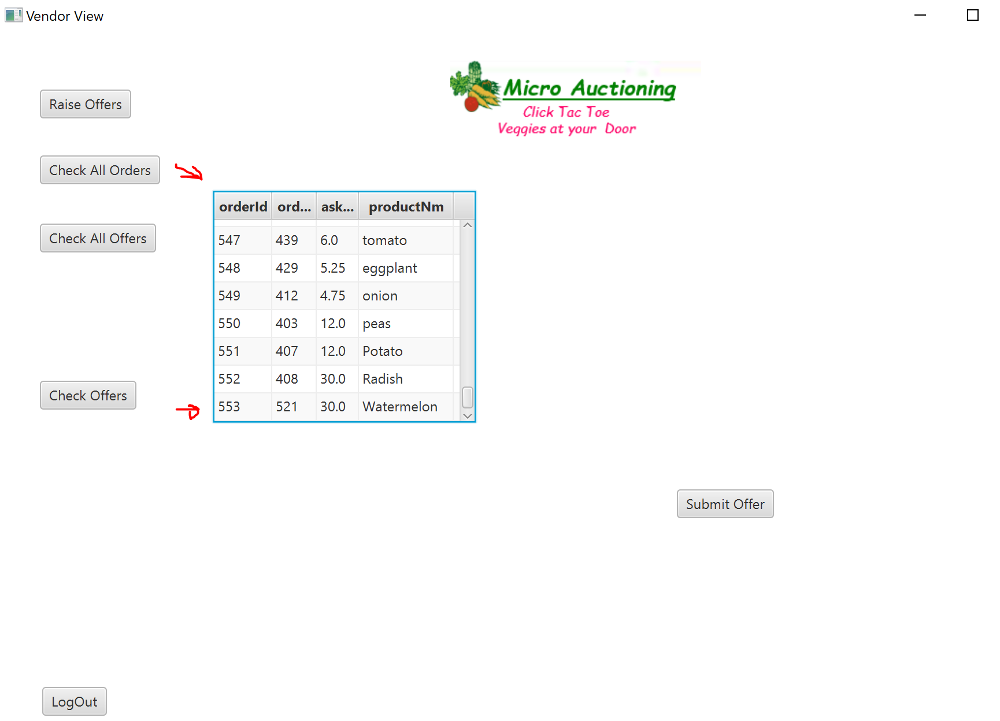 Vendor View
Micro Auctioning
Click Tac Toe
Veggies at your Door
Raise Offers
Check All Orders
Check All Offers
Check Offers
orderId ord... ask... productNm
547 439 6.0 tomato
548 429 5.25 eggplant
549 412 4.75 onion
550 403 12.0 peas
551 407 12.0 Potato
552 408 30.0 Radish
553 521 30.0 Watermelon
Submit Offer
LogOut